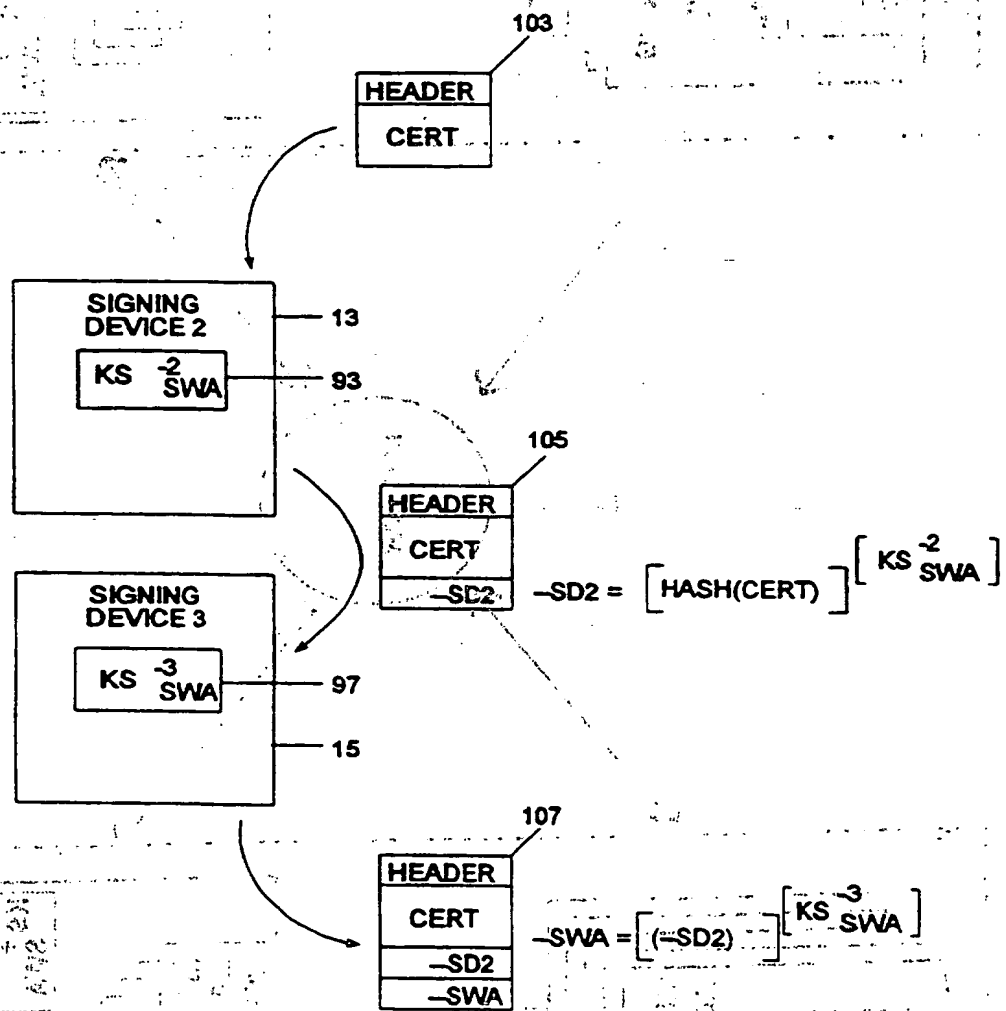 103
HEADER
CERT
SIGNING
DEVICE 2
13
KS -2 SWA
93
105
HEADER
CERT
—SD2
—SD2 = [HASH(CERT) ] [KS -2 SWA]
SIGNING
DEVICE 3
KS -3 SWA
97
15
107
HEADER
CERT
—SD2
—SWA
—SWA = [(—SD2) ] [KS -3 SWA]